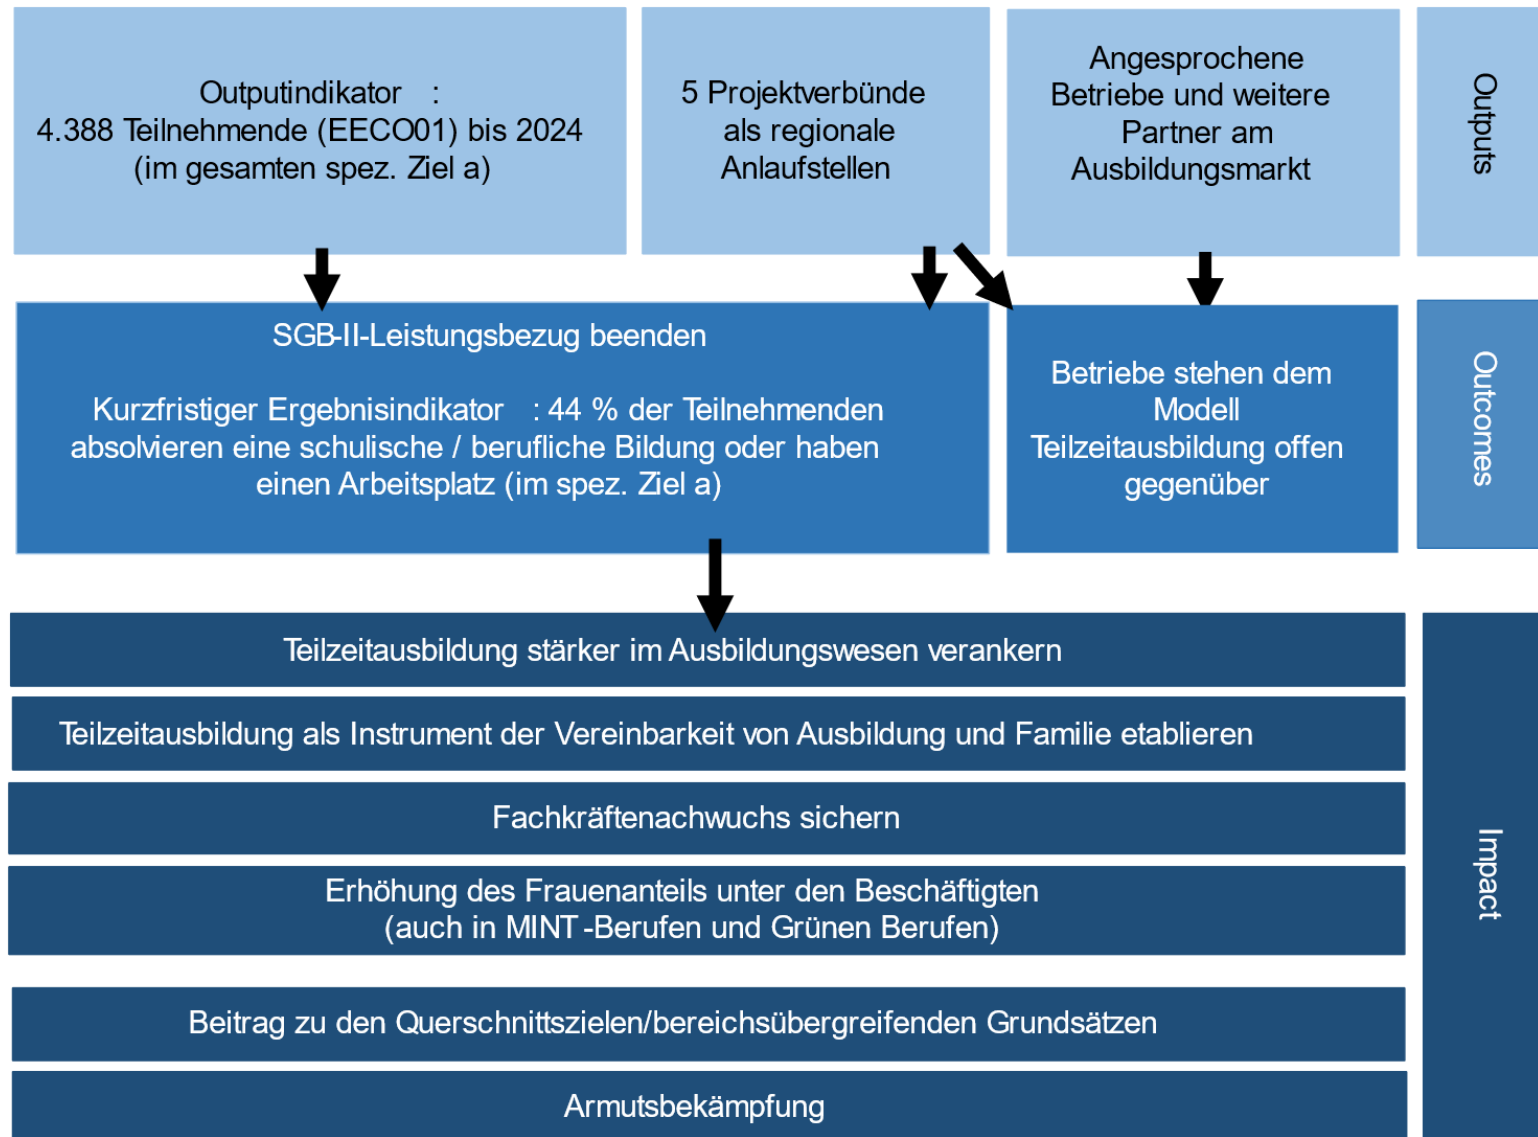 Outputindikator :
4.388 Teilnehmende (EECO01) bis 2024
(im gesamten spez. Ziel a)
5 Projektverbünde
als regionale
Anlaufstellen
Angesprochene
Betriebe und weitere
Partner am
Ausbildungsmarkt
Outputs
SGB-II-Leistungsbezug beenden
Kurzfristiger Ergebnisindikator : 44 % der Teilnehmenden
absolvieren eine schulische / berufliche Bildung oder haben
einen Arbeitsplatz (im spez. Ziel a)
Betriebe stehen dem
Modell
Teilzeitausbildung offen
gegenüber
Outcomes
Teilzeitausbildung stärker im Ausbildungswesen verankern
Teilzeitausbildung als Instrument der Vereinbarkeit von Ausbildung und Familie etablieren
Fachkräftenachwuchs sichern
Erhöhung des Frauenanteils unter den Beschäftigten
(auch in MINT-Berufen und Grünen Berufen)
Beitrag zu den Querschnittszielen/bereichsübergreifenden Grundsätzen
Armutsbekämpfung
Impact